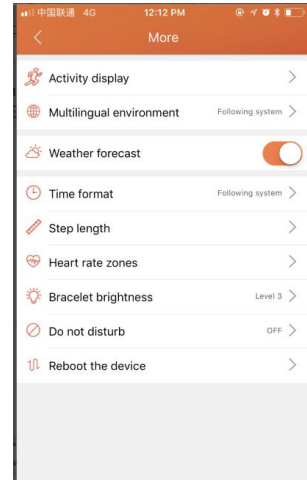 中国联通 4G 12:12 PM
More
Activity display
Multilingual environment Following system
Weather forecast
Time format Following system
Step length
Heart rate zones
Bracelet brightness Level 3
Do not disturb OFF
Reboot the device